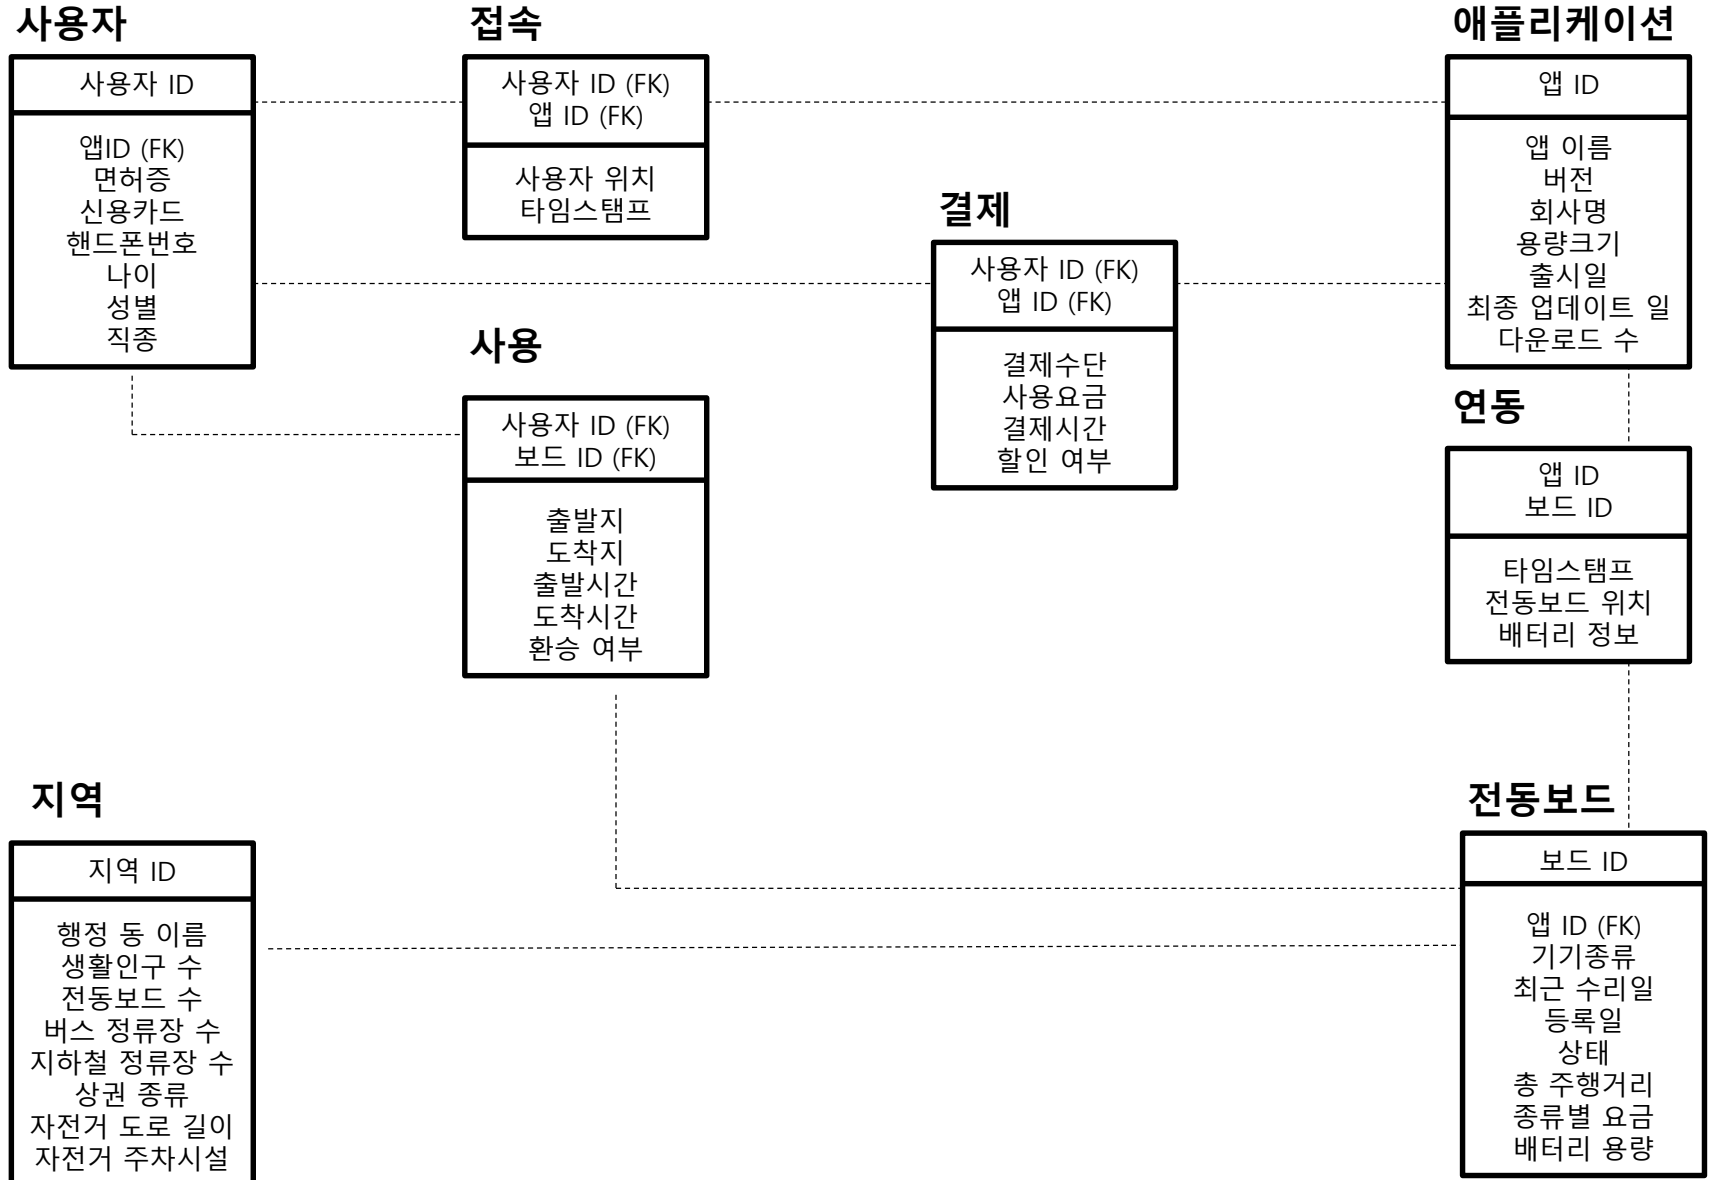 사용자
사용자 ID
앱ID (FK)
면허증
신용카드
핸드폰번호
나이
성별
직종
접속
사용자 ID (FK)
앱 ID (FK)
사용자 위치
타임스탬프
애플리케이션
앱 ID
앱 이름
버전
회사명
용량크기
출시일
최종 업데이트 일
다운로드 수
결제
사용자 ID (FK)
앱 ID (FK)
결제수단
사용요금
결제시간
할인 여부
사용
사용자 ID (FK)
보드 ID (FK)
출발지
도착지
출발시간
도착시간
환승 여부
연동
앱 ID
보드 ID
타임스탬프
전동보드 위치
배터리 정보
지역
지역 ID
행정 동 이름
생활인구 수
전동보드 수
버스 정류장 수
지하철 정류장 수
상권 종류
자전거 도로 길이
자전거 주차시설
전동보드
보드 ID
앱 ID (FK)
기기종류
최근 수리일
등록일
상태
총 주행거리
종류별 요금
배터리 용량